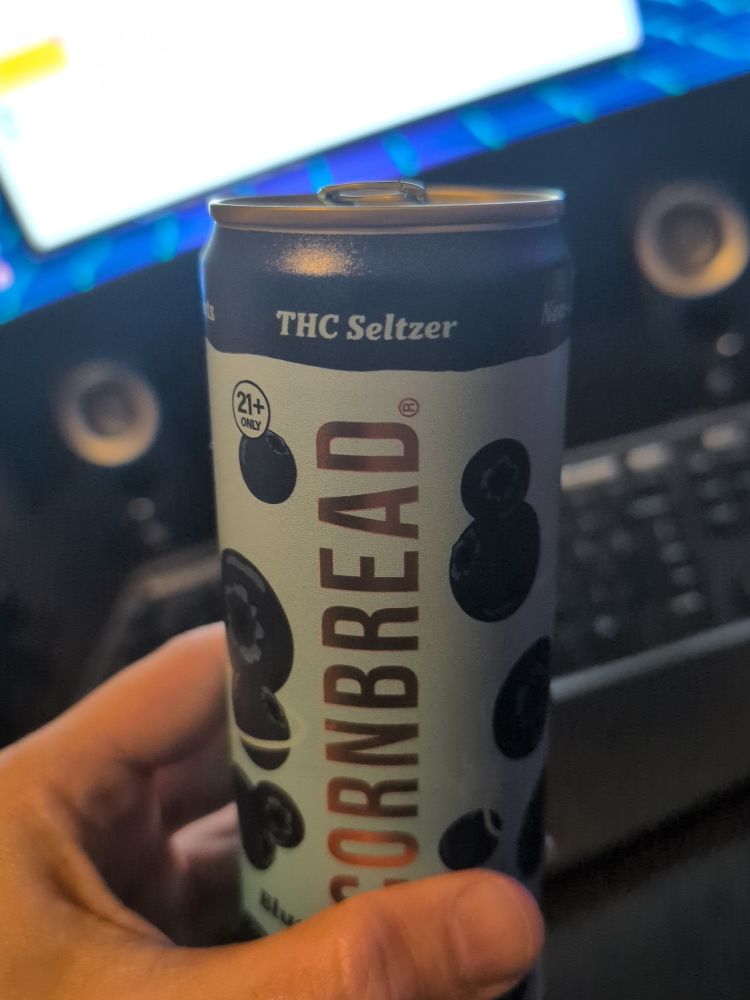 THC Seltzer
21+
ONLY
CORNBREAD®